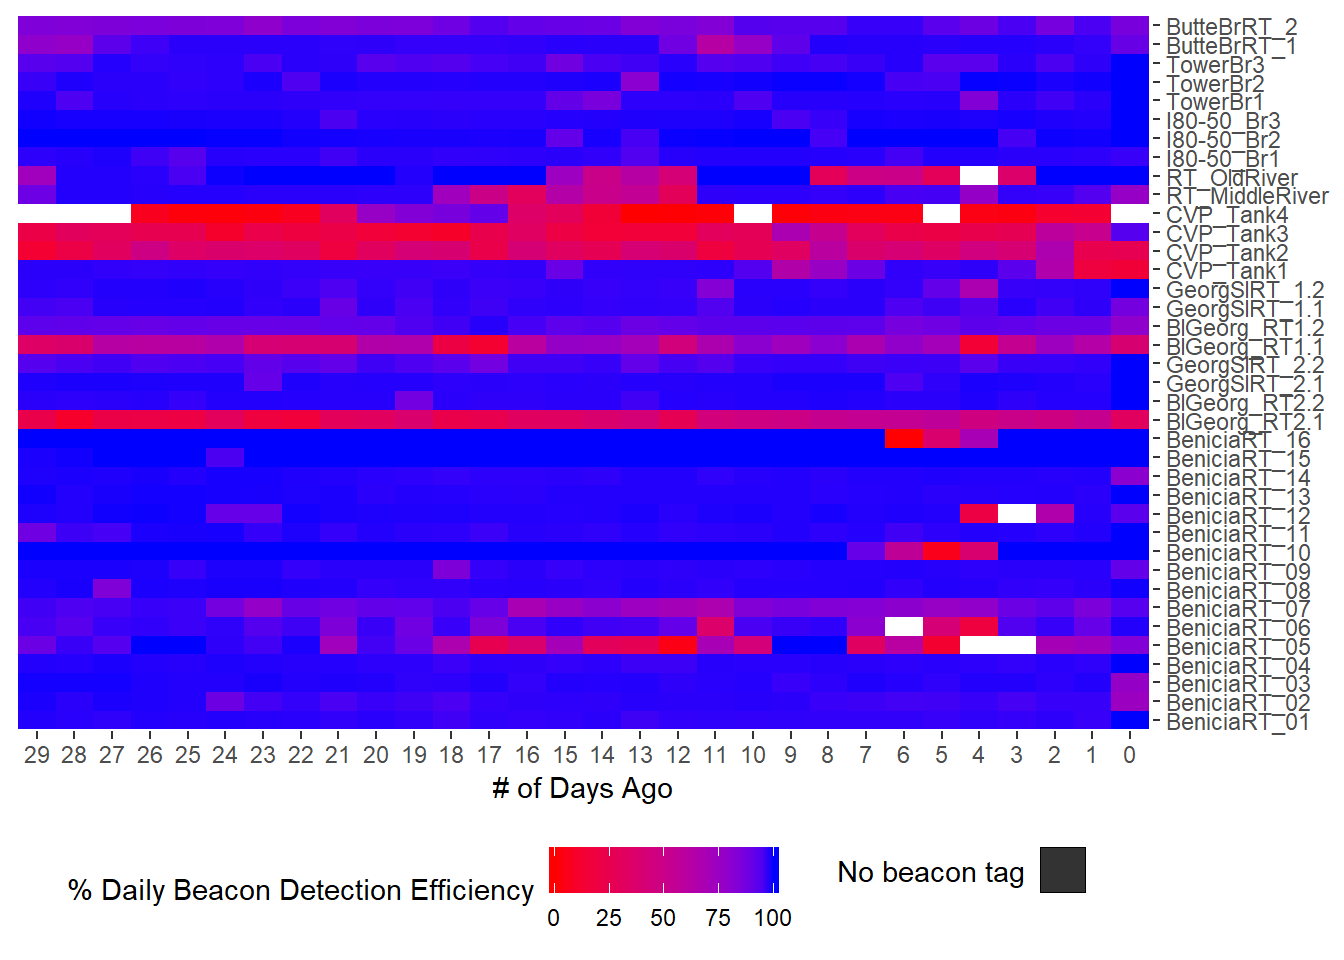 ButteBrRT_2
ButteBrRT_1
TowerBr3
TowerBr2
TowerBr1
I80-50_Br3
I80-50_Br2
I80-50_Br1
RT_OldRiver
RT_MiddleRiver
CVP_Tank4
CVP_Tank3
CVP_Tank2
CVP_Tank1
GeorgSlRT_1.2
GeorgSlRT_1.1
BlGeorg_RT1.2
BlGeorg_RT1.1
GeorgSlRT_2.2
GeorgSlRT_2.1
BlGeorg_RT2.2
BlGeorg_RT2.1
BeniciaRT_16
BeniciaRT_15
BeniciaRT_14
BeniciaRT_13
BeniciaRT_12
BeniciaRT_11
BeniciaRT_10
BeniciaRT_09
BeniciaRT_08
BeniciaRT_07
BeniciaRT_06
BeniciaRT_05
BeniciaRT_04
BeniciaRT_03
BeniciaRT_02
BeniciaRT_01
29 28 27 26 25 24 23 22 21 20 19 18 17 16 15 14 13 12 11 10 9 8 7 6 5 4 3 2 1 0
# of Days Ago
% Daily Beacon Detection Efficiency
0 25 50 75 100
No beacon tag